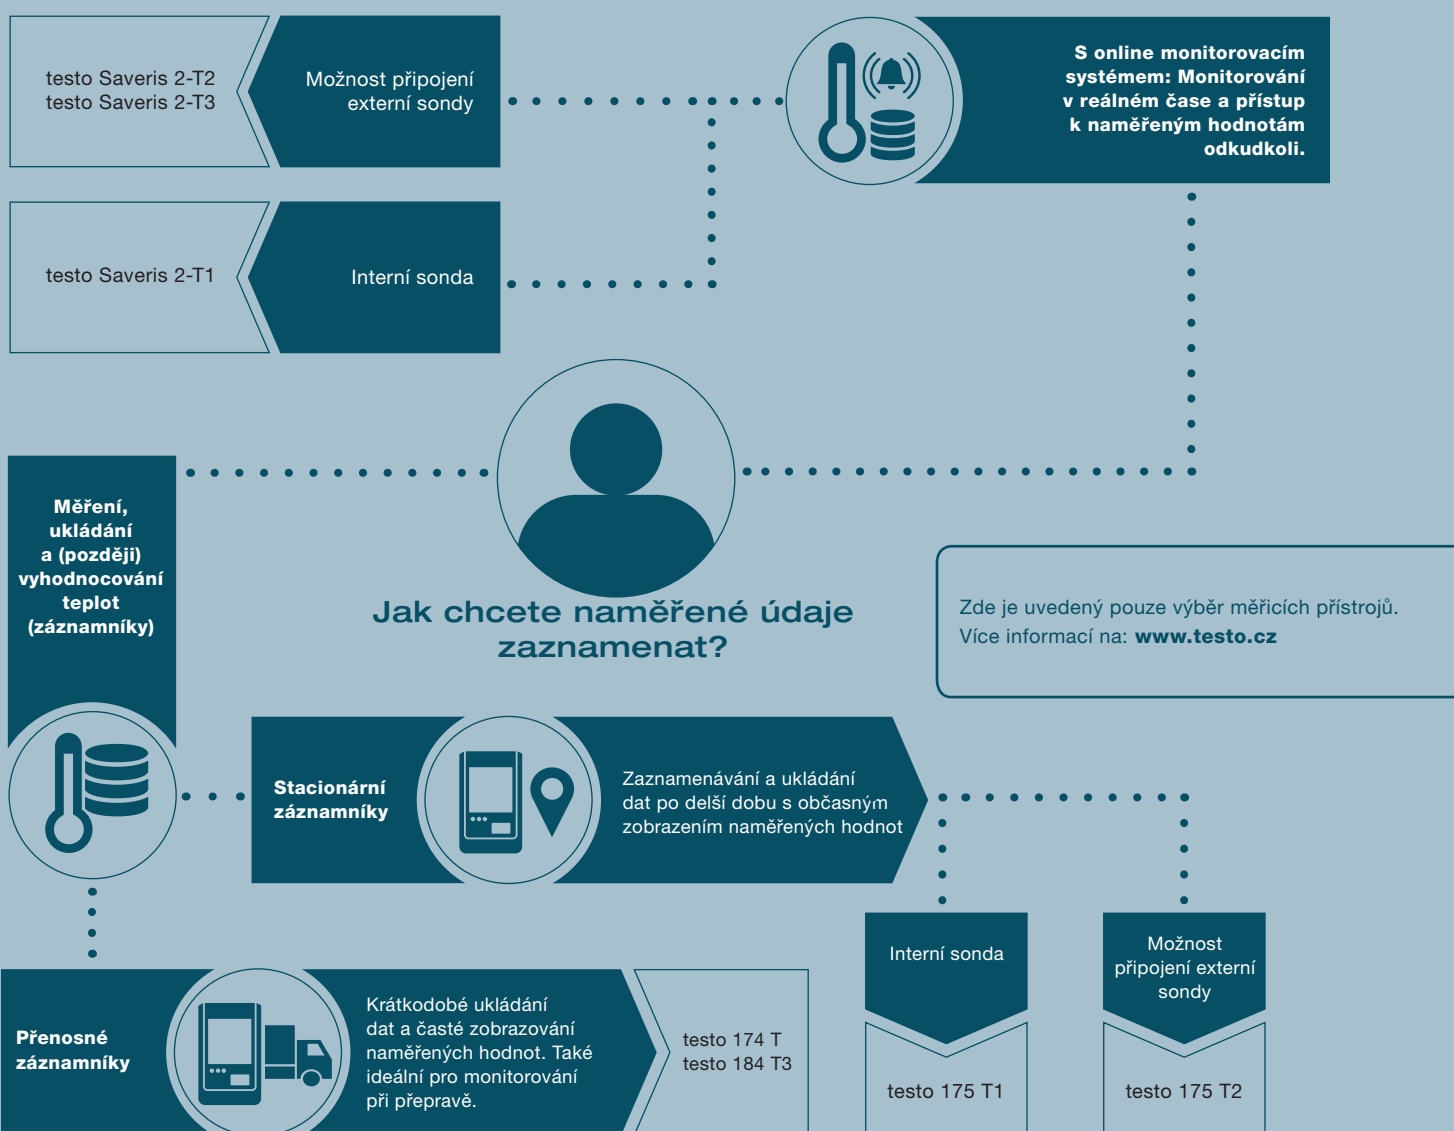 testo Saveris 2-T2
testo Saveris 2-T3
Možnost připojení
externí sondy
S online monitorovacím
systémem: Monitorování
v reálném čase a přístup
k naměřeným hodnotám
odkudkoli.
testo Saveris 2-T1
Interní sonda
Měření,
ukládání
a (později)
vyhodnocování
teplot
(záznamníky)
Jak chcete naměřené údaje
zaznamenat?
Zde je uvedený pouze výběr měřicích přístrojů.
Více informací na: www.testo.cz
Stacionární
záznamníky
Zaznamenávání a ukládání
dat po delší dobu s občasným
zobrazením naměřených hodnot
Interní sonda
Možnost
připojení externí
sondy
Přenosné
záznamníky
Krátkodobé ukládání
dat a časté zobrazování
naměřených hodnot. Také
ideální pro monitorování
při přepravě.
testo 174 T
testo 184 T3
testo 175 T1
testo 175 T2